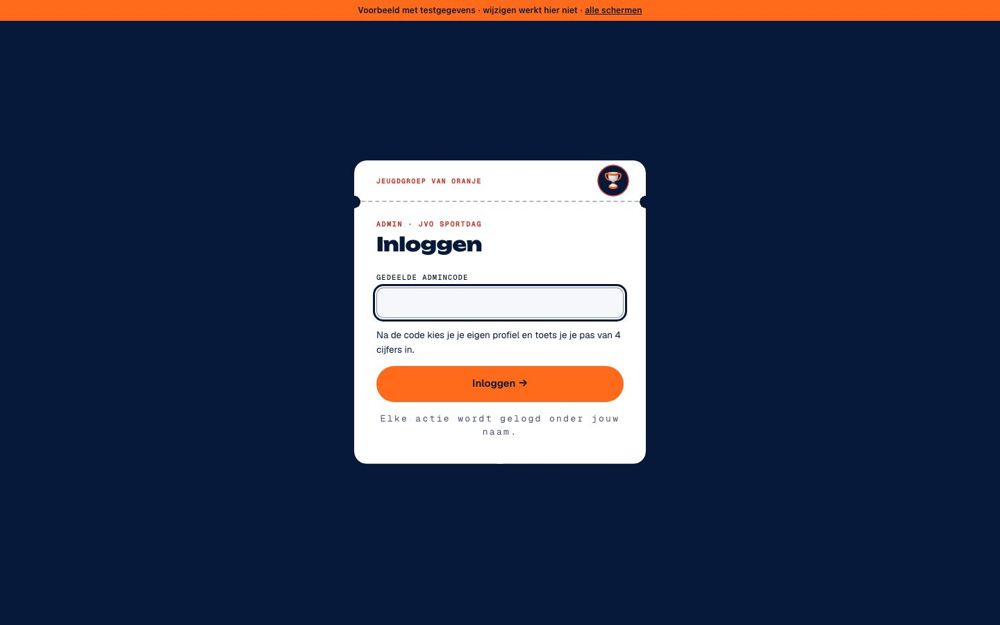 Voorbeeld met testgegevens · wijzigen werkt hier niet · alle schermen
JEUGDGROEP VAN ORANJE
ADMIN · JVO SPORTDAG
Inloggen
GEDEELDE ADMINCODE
Na de code kies je je eigen profiel en toets je je pas van 4
cijfers in.
Inloggen →
Elke actie wordt gelogd onder jouw
naam.